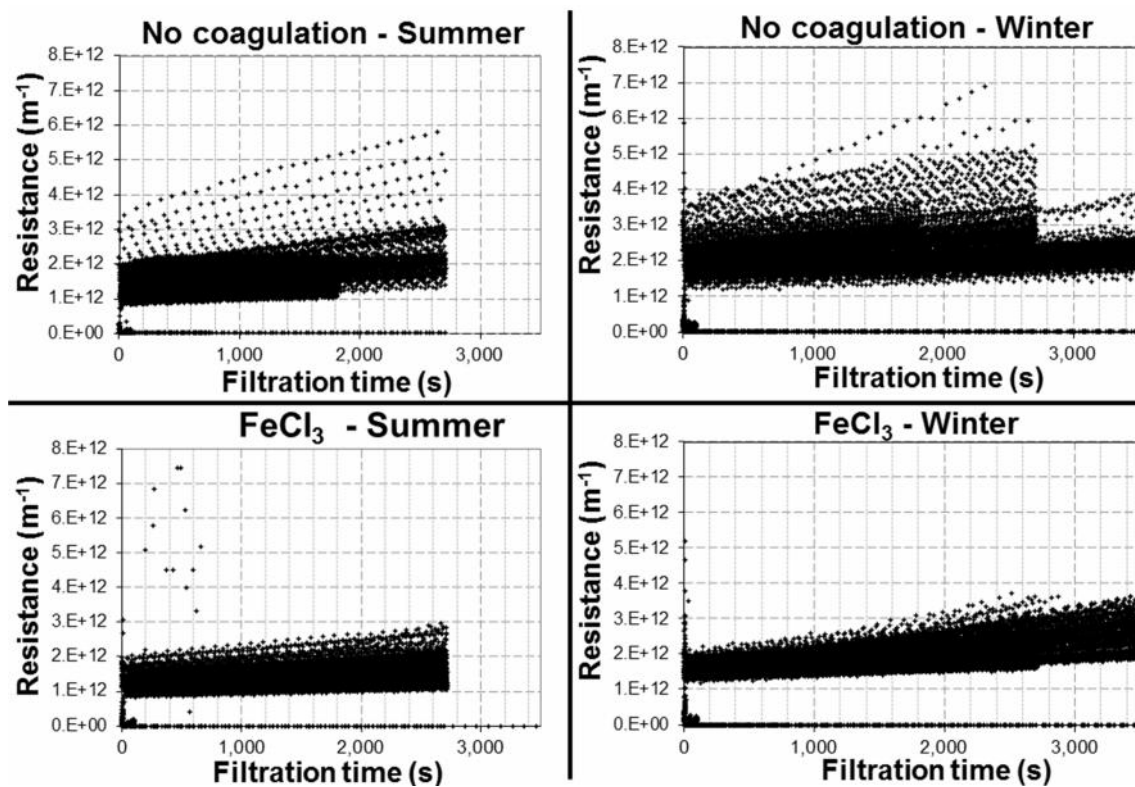 No coagulation - Summer
8.E+12
7.E+12
6.E+12
5.E+12
4.E+12
3.E+12
2.E+12
1.E+12
0.E+00
Resistance (m⁻¹)
0 1,000 2,000 3,000
Filtration time (s)
No coagulation - Winter
8.E+12
7.E+12
6.E+12
5.E+12
4.E+12
3.E+12
2.E+12
1.E+12
0.E+00
Resistance (m⁻¹)
0 1,000 2,000 3,000
Filtration time (s)
FeCl₃ - Summer
8.E+12
7.E+12
6.E+12
5.E+12
4.E+12
3.E+12
2.E+12
1.E+12
0.E+00
Resistance (m⁻¹)
0 1,000 2,000 3,000
Filtration time (s)
FeCl₃ - Winter
8.E+12
7.E+12
6.E+12
5.E+12
4.E+12
3.E+12
2.E+12
1.E+12
0.E+00
Resistance (m⁻¹)
0 1,000 2,000 3,000
Filtration time (s)